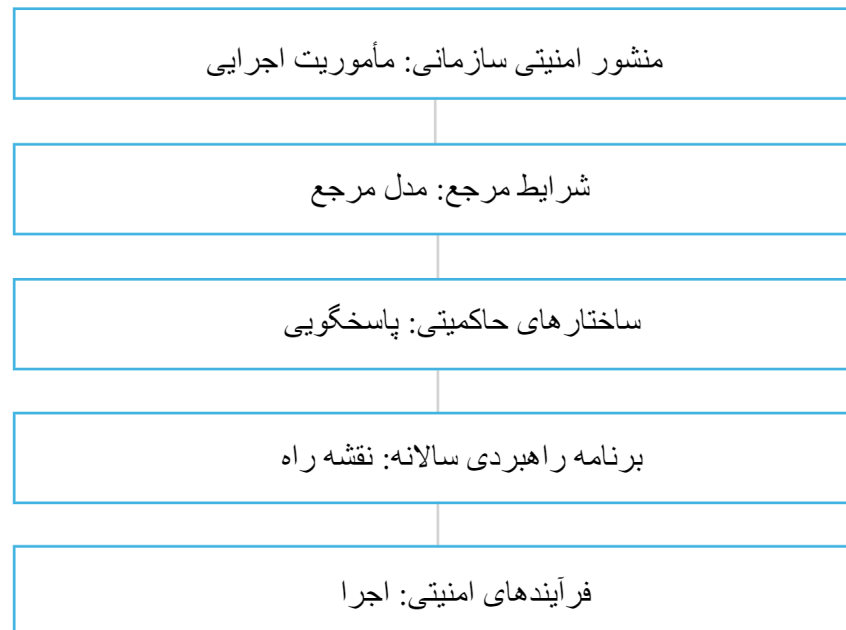 منشور امنیتی سازمانی: مأموریت اجرایی
شرایط مرجع: مدل مرجع
ساختارهای حاکمیتی: پاسخگویی
برنامه راهبردی سالانه: نقشه راه
فرآیندهای امنیتی: اجرا